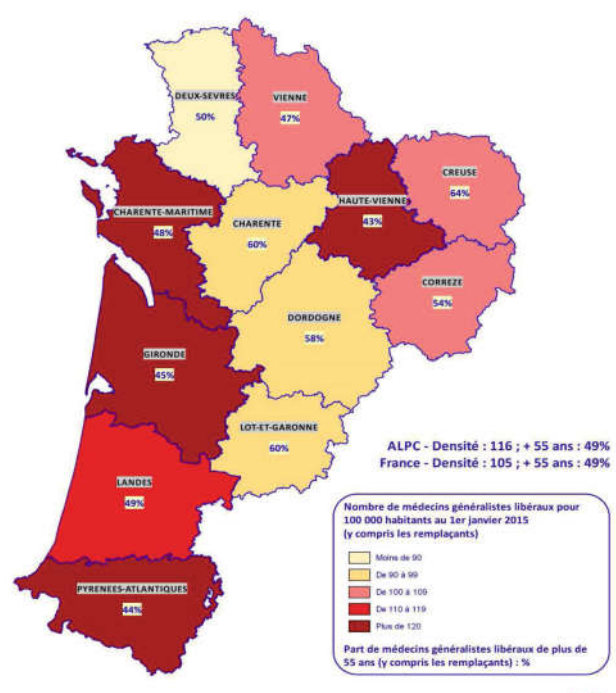 DEUX-SEVRES
50%
VIENNE
47%
CREUSE
64%
CHARENTE-MARITIME
48%
CHARENTE
60%
HAUTE-VIENNE
43%
CORREZE
54%
DORDOGNE
58%
GIRONDE
45%
LOT-ET-GARONNE
60%
ALPC - Densité : 116 ; + 55 ans : 49%
France - Densité : 105 ; + 55 ans : 49%
LANDES
49%
PYRENEES-ATLANTIQUES
44%
Nombre de médecins généralistes libéraux pour
100 000 habitants au 1er janvier 2015
(y compris les remplaçants)
Moins de 90
De 90 à 99
De 100 à 109
De 110 à 119
Plus de 120
Part de médecins généralistes libéraux de plus de
55 ans (y compris les remplaçants) : %